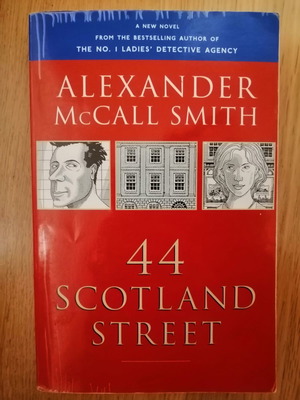 A NEW NOVEL
FROM THE BESTSELLING AUTHOR OF
THE NO. 1 LADIES' DETECTIVE AGENCY
ALEXANDER
McCALL SMITH
44
SCOTLAND
STREET